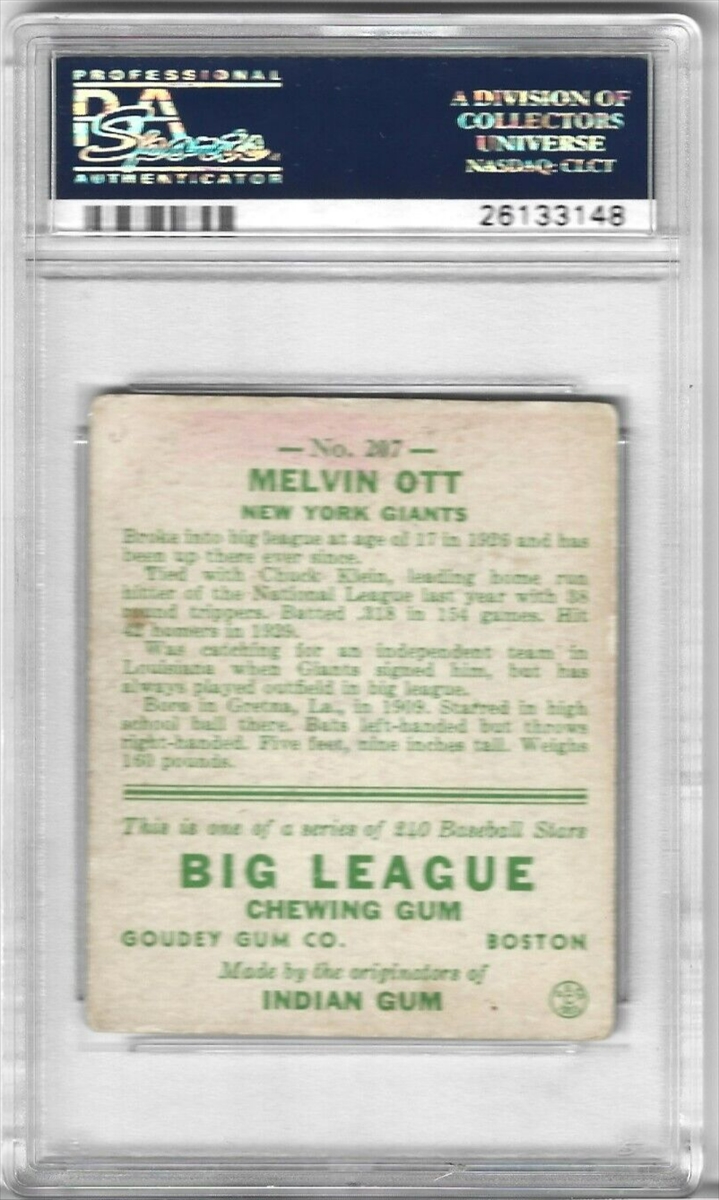 PROFESSIONAL
PSA
Sports
AUTHENTICATOR
A DIVISION OF
COLLECTORS
UNIVERSE
NASDAQ: CLCT
26133148
— No. 207 —
MELVIN OTT
NEW YORK GIANTS
Broke into big league at age of 17 in 1926 and has
been up there ever since.
Tied with Chuck Klein, leading home run
hitter of the National League last year with 38
round trippers. Batted .318 in 154 games. Hit
42 homers in 1929.
Was catching for an independent team in
Louisiana when Giants signed him, but has
always played outfield in big league.
Born in Gretna, La., in 1909. Starred in high
school ball there. Bats left-handed but throws
right-handed. Five feet, nine inches tall. Weighs
160 pounds.
This is one of a series of 240 Baseball Stars
BIG LEAGUE
CHEWING GUM
GOUDEY GUM CO. BOSTON
Made by the originators of
INDIAN GUM